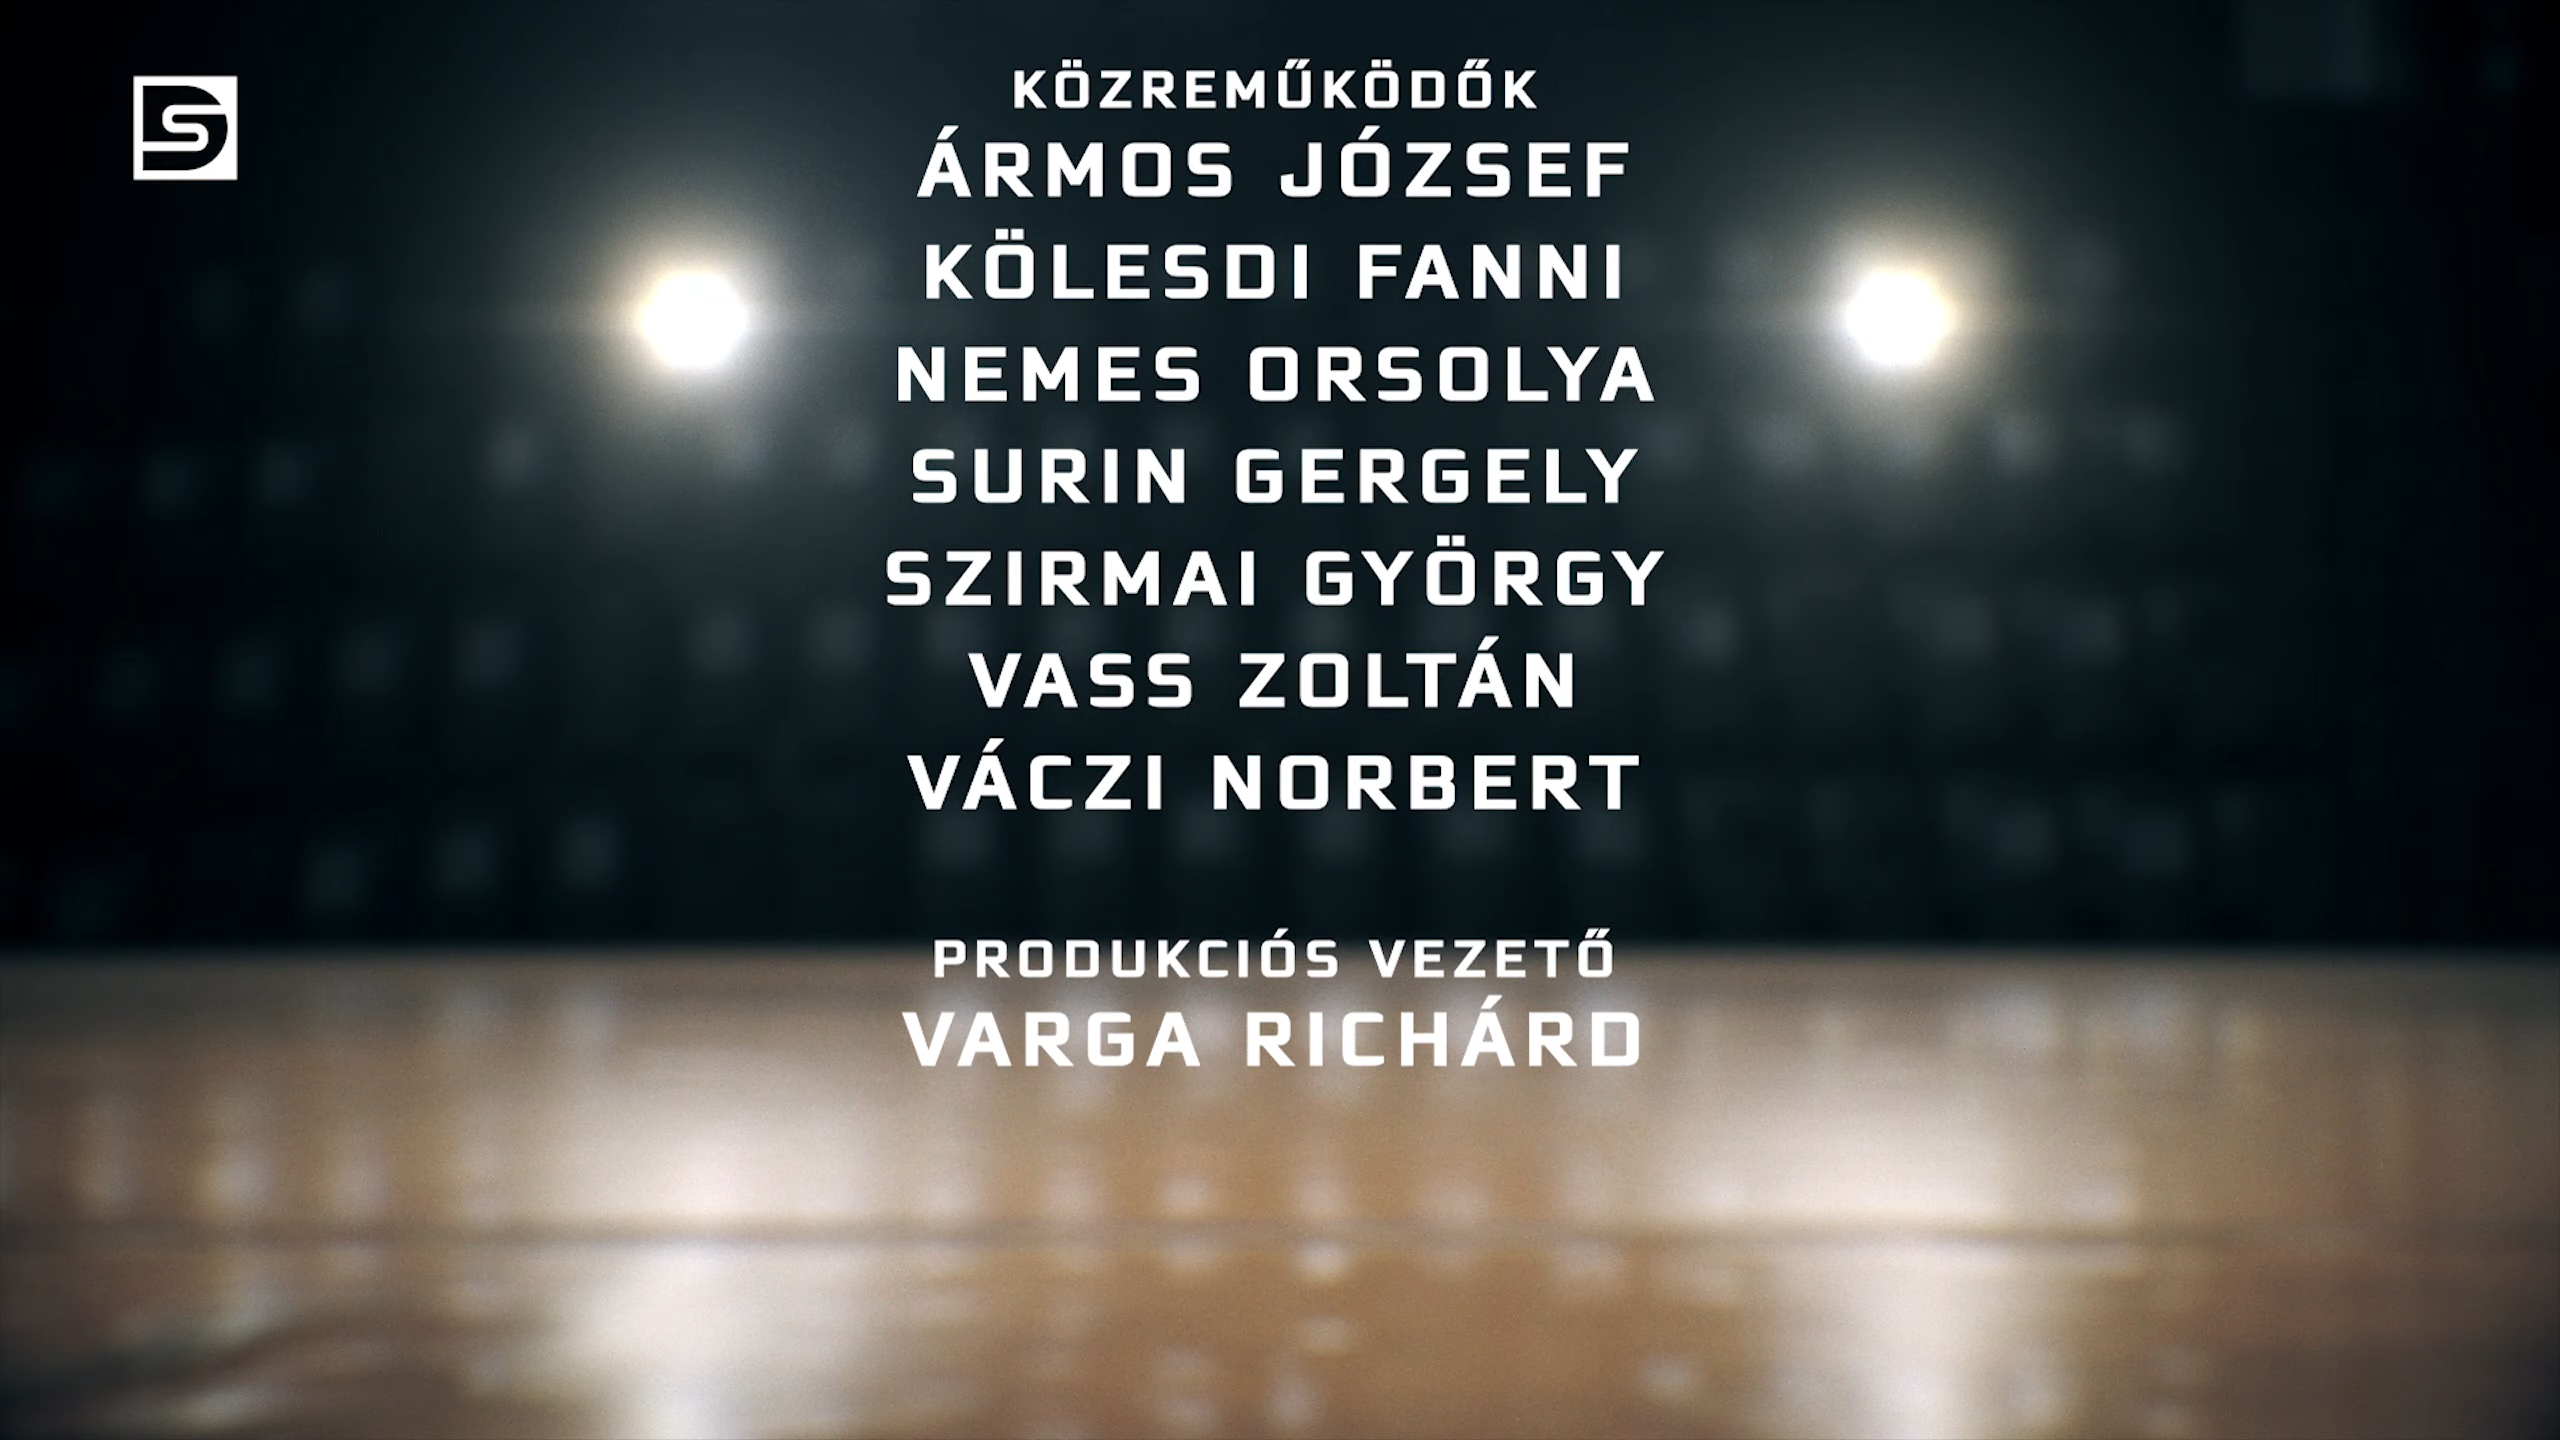 KÖZREMŰKÖDŐK
ÁRMOS JÓZSEF
KÖLESDI FANNI
NEMES ORSOLYA
SURIN GERGELY
SZIRMAI GYÖRGY
VASS ZOLTÁN
VÁCZI NORBERT
PRODUKCIÓS VEZETŐ
VARGA RICHÁRD